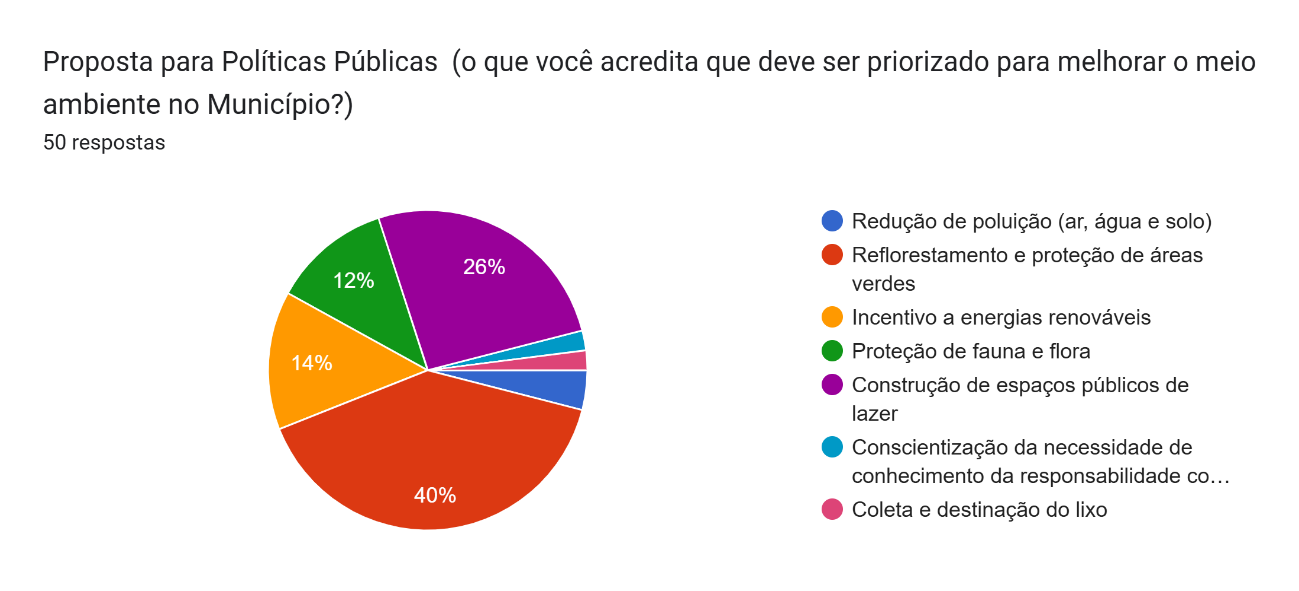 Proposta para Políticas Públicas  (o que você acredita que deve ser priorizado para melhorar o meio
ambiente no Município?)
50 respostas
26%
12%
14%
40%
Redução de poluição (ar, água e solo)
Reflorestamento e proteção de áreas
verdes
Incentivo a energias renováveis
Proteção de fauna e flora
Construção de espaços públicos de
lazer
Conscientização da necessidade de
conhecimento da responsabilidade co…
Coleta e destinação do lixo